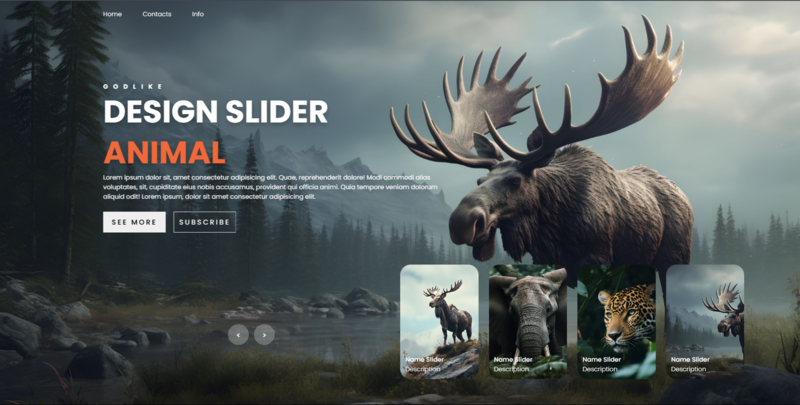 Home Contacts Info
GODLIKE
DESIGN SLIDER
ANIMAL
Lorem ipsum dolor sit, amet consectetur adipisicing elit. Quae, reprehenderit dolore! Modi commodi alias
voluptates, sit, cupiditate eius nobis accusamus, provident qui officia animi. Quia tempore veniam dolorum
aliquid odit! Lorem ipsum, dolor sit amet consectetur adipisicing elit.
SEE MORE SUBSCRIBE
< >
Name Slider Name Slider Name Slider Name Slider
Description Description Description Description